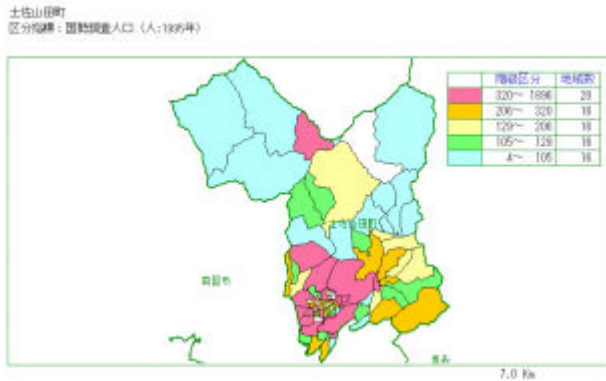 土佐山田町
区分指標：国勢調査人口（人:1995年）
階級区分 地域数
320～ 1896 20
206～ 320 16
129～ 206 16
105～ 129 16
4～ 105 16
土佐山田町
南国市
7.0 Km